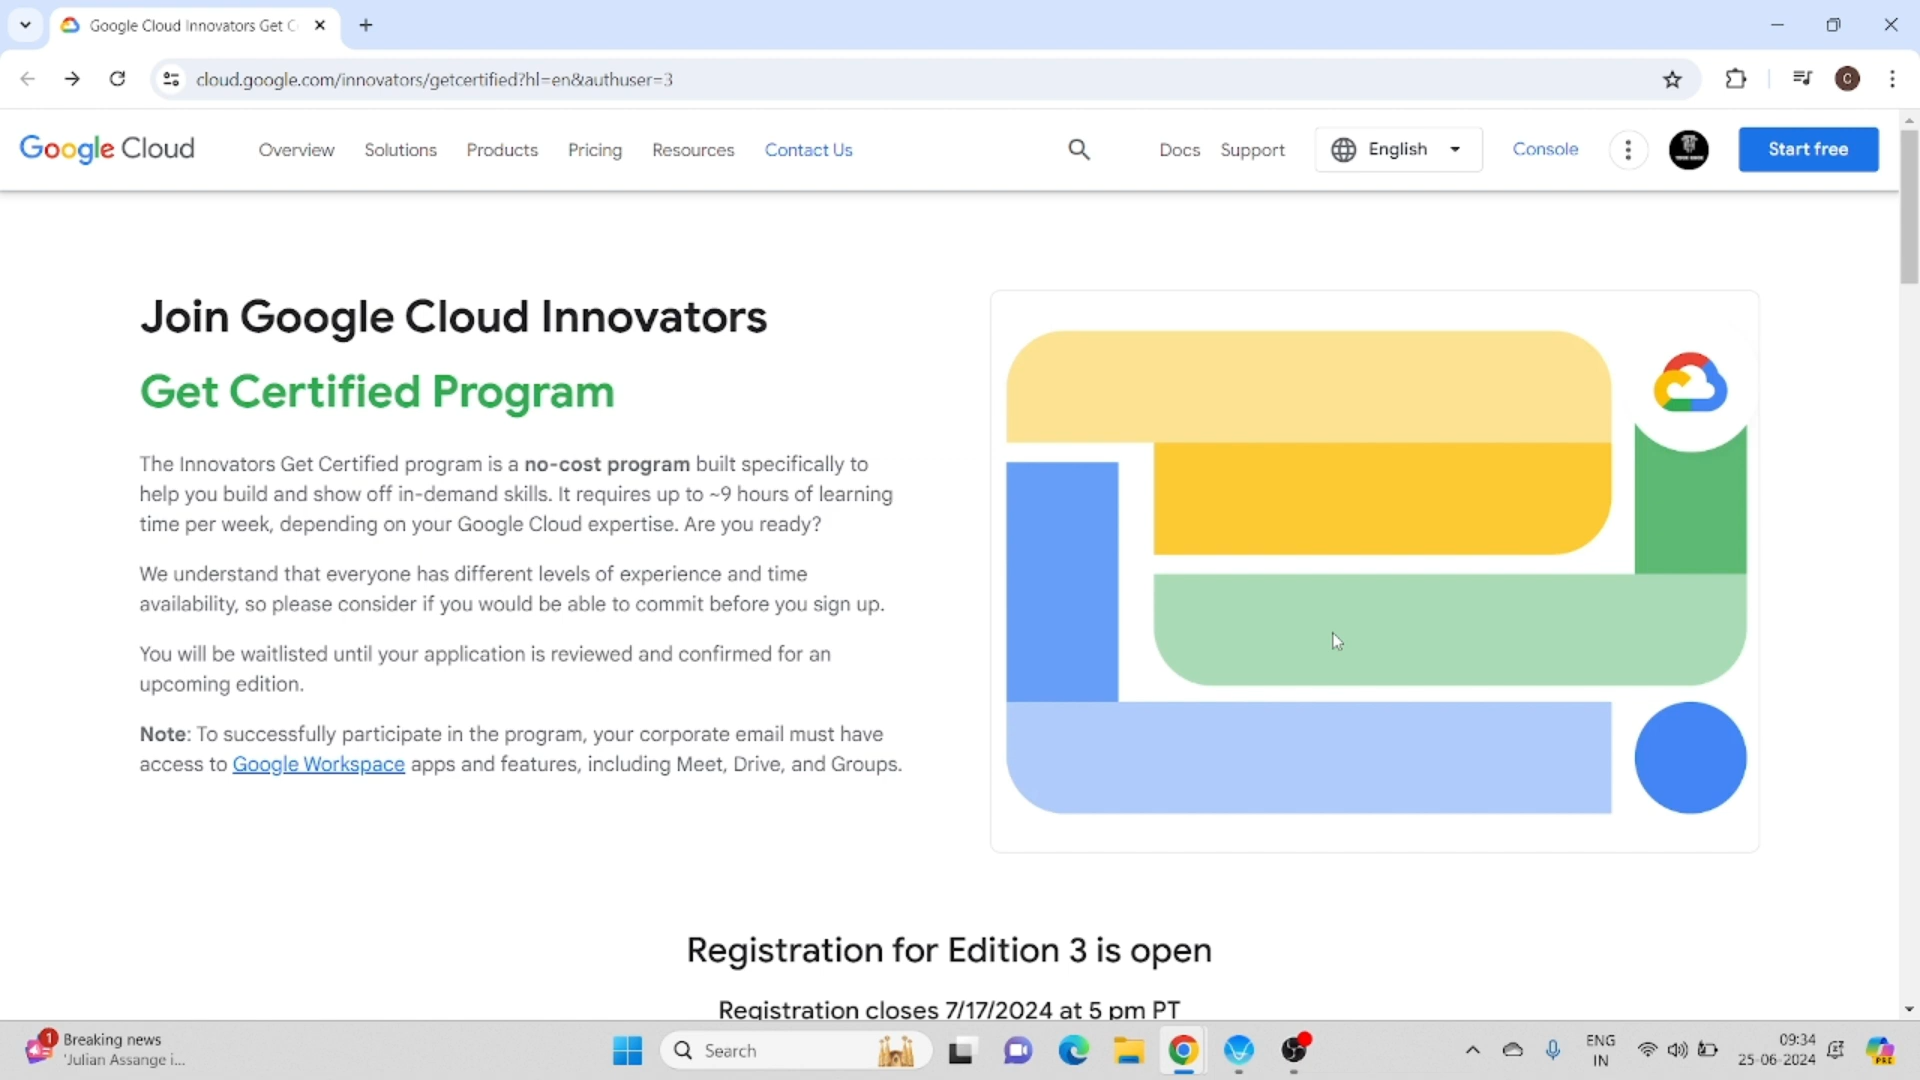 Google Cloud Innovators Get C
cloud.google.com/innovators/getcertified?hl=en&authuser=3
C
Google Cloud Overview Solutions Products Pricing Resources Contact Us Docs Support English Console Start free
Join Google Cloud Innovators
Get Certified Program
The Innovators Get Certified program is a no-cost program built specifically to
help you build and show off in-demand skills. It requires up to ~9 hours of learning
time per week, depending on your Google Cloud expertise. Are you ready?
We understand that everyone has different levels of experience and time
availability, so please consider if you would be able to commit before you sign up.
You will be waitlisted until your application is reviewed and confirmed for an
upcoming edition.
Note: To successfully participate in the program, your corporate email must have
access to Google Workspace apps and features, including Meet, Drive, and Groups.
Registration for Edition 3 is open
Registration closes 7/17/2024 at 5 pm PT
1
Breaking news
'Julian Assange i...
Search
ENG
IN
09:34
25-06-2024
PRE